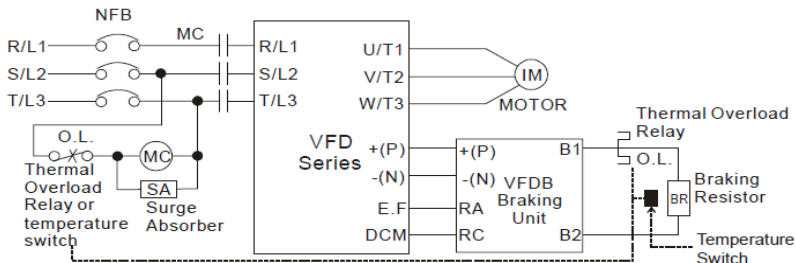 NFB
MC
R/L1
R/L1
U/T1
S/L2
S/L2
V/T2
IM
T/L3
T/L3
W/T3
MOTOR
O.L.
MC
SA
Surge
Absorber
Thermal
Overload
Relay or
temperature
switch
VFD
Series
+(P)
-(N)
E.F
DCM
+(P)
-(N)
RA
RC
VFDB
Braking
Unit
B1
B2
Thermal Overload
Relay
O.L.
BR
Braking
Resistor
Temperature
Switch